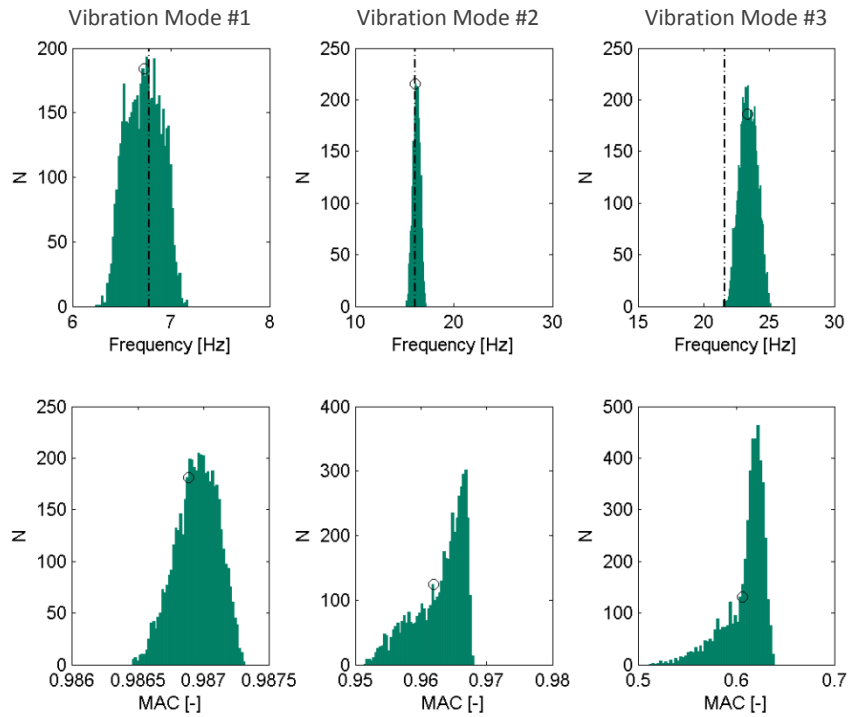 Vibration Mode #1 Vibration Mode #2 Vibration Mode #3
200 250 250
150 200 200
150 150
100 100 100
50 50 50
0 0 0
N N N
6 7 8 10 20 30 15 20 25 30
Frequency [Hz] Frequency [Hz] Frequency [Hz]
250 400 500
200 300 400
150 300
100 200 200
50 100 100
0 0 0
N N N
0.986 0.9865 0.987 0.9875 0.95 0.96 0.97 0.98 0.5 0.6 0.7
MAC [-] MAC [-] MAC [-]